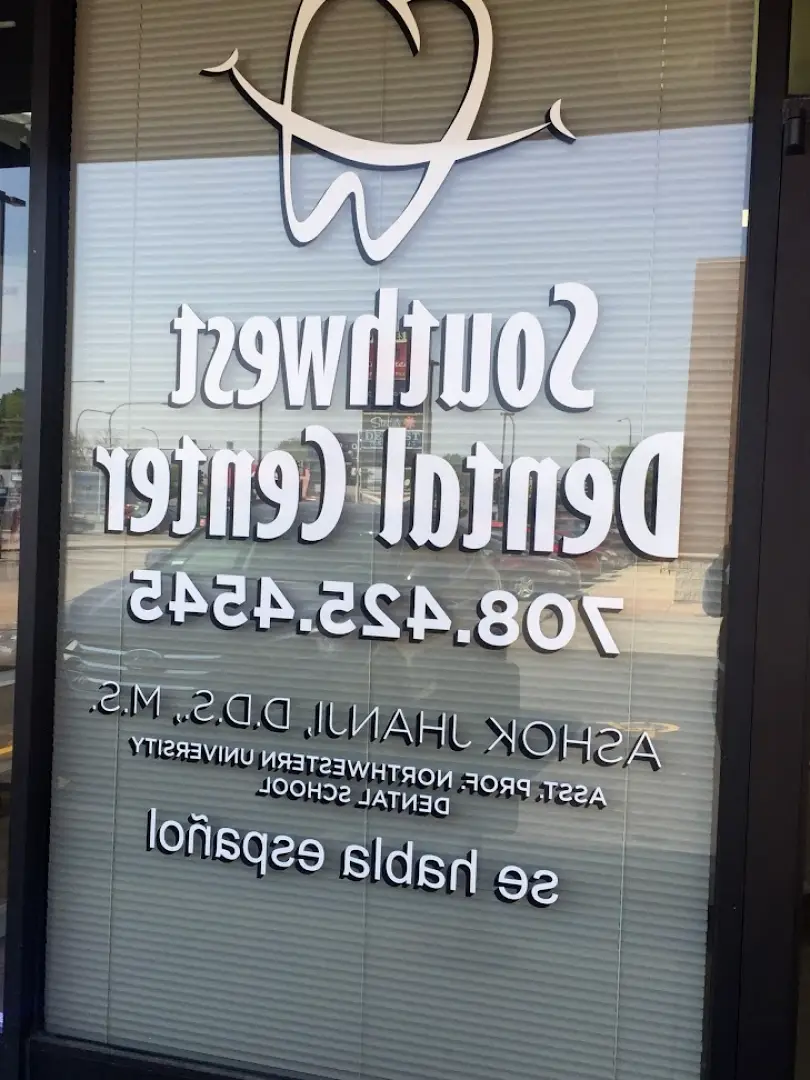 Southwest
Dental Center
708.425.4545
ASHOK JHANJI, D.D.S., M.S.
ASST. PROF. NORTHWESTERN UNIVERSITY
DENTAL SCHOOL
se habla español